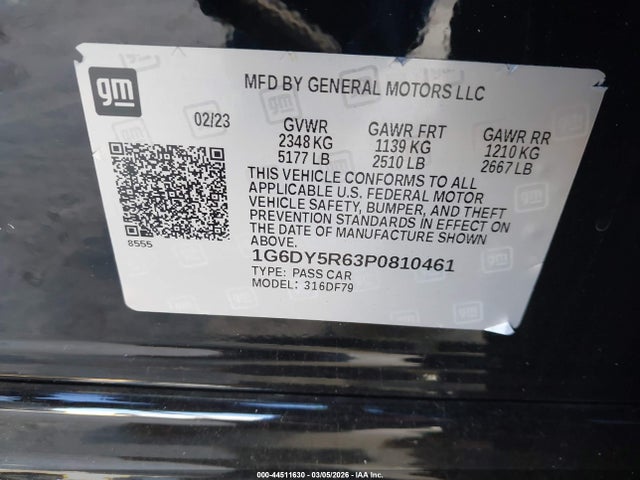 gm
MFD BY GENERAL MOTORS LLC
02/23
GVWR GAWR FRT GAWR RR
2348 KG 1139 KG 1210 KG
5177 LB 2510 LB 2667 LB
THIS VEHICLE CONFORMS TO ALL
APPLICABLE U.S. FEDERAL MOTOR
VEHICLE SAFETY, BUMPER, AND THEFT
PREVENTION STANDARDS IN EFFECT ON
THE DATE OF MANUFACTURE SHOWN
ABOVE.
8555
1G6DY5R63P0810461
TYPE: PASS CAR
MODEL: 316DF79
000-44511630 - 03/05/2026 - IAA Inc.